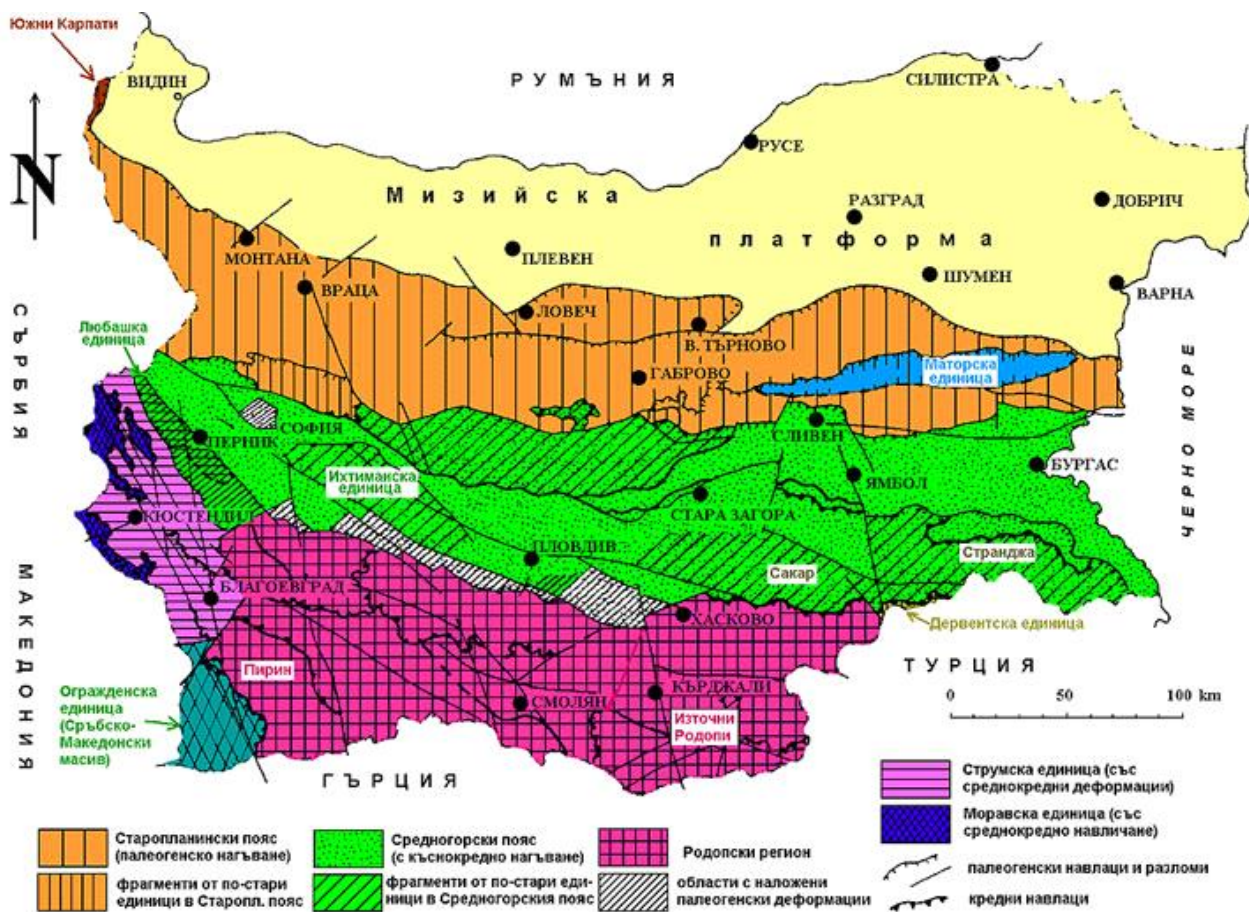 Южни Карпати
ВИДИН
РУМЪНИЯ
СИЛИСТРА
РУСЕ
Мизийска
РАЗГРАД
ДОБРИЧ
платформа
N
МОНТАНА
ПЛЕВЕН
ШУМЕН
ВРАЦА
ВАРНА
СЪРБИЯ
ЛОВЕЧ
Любашка
единица
В. ТЪРНОВО
ЧЕРНО МОРЕ
Маторска
единица
ГАБРОВО
СОФИЯ
ПЕРНИК
СЛИВЕН
БУРГАС
Ихтиманска
единица
ЯМБОЛ
СТАРА ЗАГОРА
КЮСТЕНДИЛ
ПЛОВДИВ
Странджа
Сакар
МАКЕДОНИЯ
БЛАГОЕВГРАД
ХАСКОВО
Дервентска единица
ТУРЦИЯ
Пирин
КЪРДЖАЛИ
СМОЛЯН
Огражденска
единица
(Сръбско-
Македонски
масив)
Източни
Родопи
0 50 100 km
ГЪРЦИЯ
Струмска единица (със
среднокредни деформации)
Моравска единица (със
среднокредно навличане)
Старопланински пояс
(палеогенско нагъване)
Средногорски пояс
(с къснокредно нагъване)
Родопски регион
палеогенски навлаци и разломи
фрагменти от по-стари
единици в Старопл. пояс
фрагменти от по-стари еди-
ници в Средногорския пояс
области с наложени
палеогенски деформации
кредни навлаци